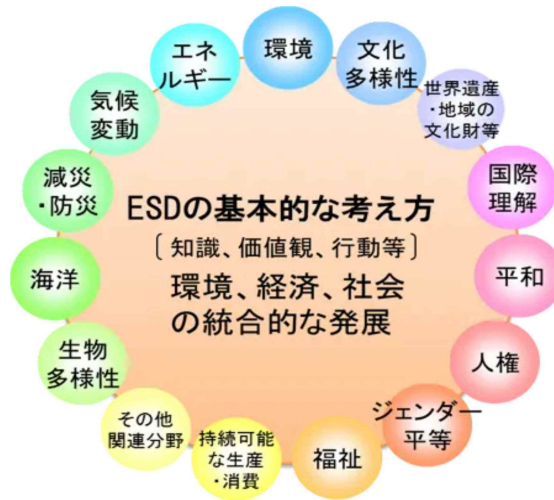 エネ
ルギー
環境
文化
多様性
世界遺産
・地域の
文化財等
国際
理解
平和
人権
ジェンダー
平等
福祉
持続可能
な生産
・消費
その他
関連分野
生物
多様性
海洋
減災
・防災
気候
変動
ESDの基本的な考え方
〔知識、価値観、行動等〕
環境、経済、社会
の統合的な発展